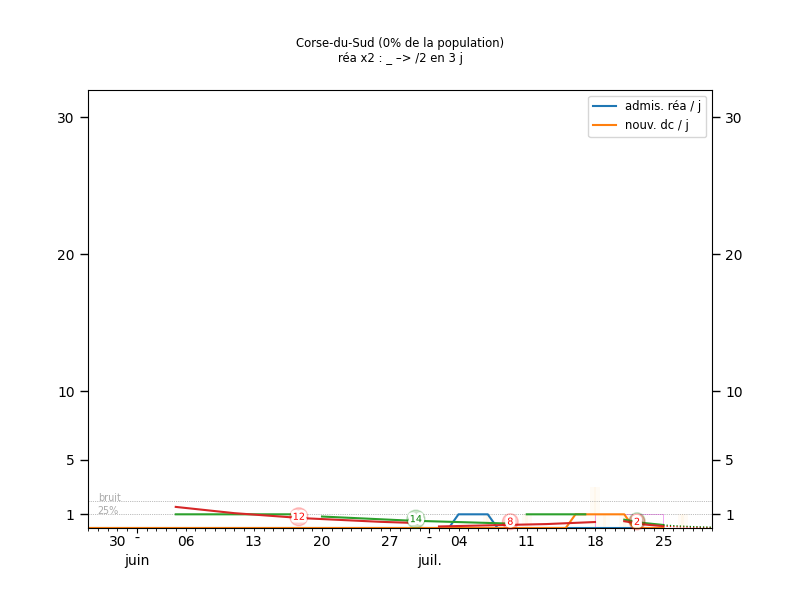 Corse-du-Sud (0% de la population)
réa x2 : _ –> /2 en 3 j
admis. réa / j
nouv. dc / j
30 30
20 20
10 10
5 5
bruit
25%
1 1
12 14 8 2
30 - 06 13 20 27 - 04 11 18 25
juin juil.